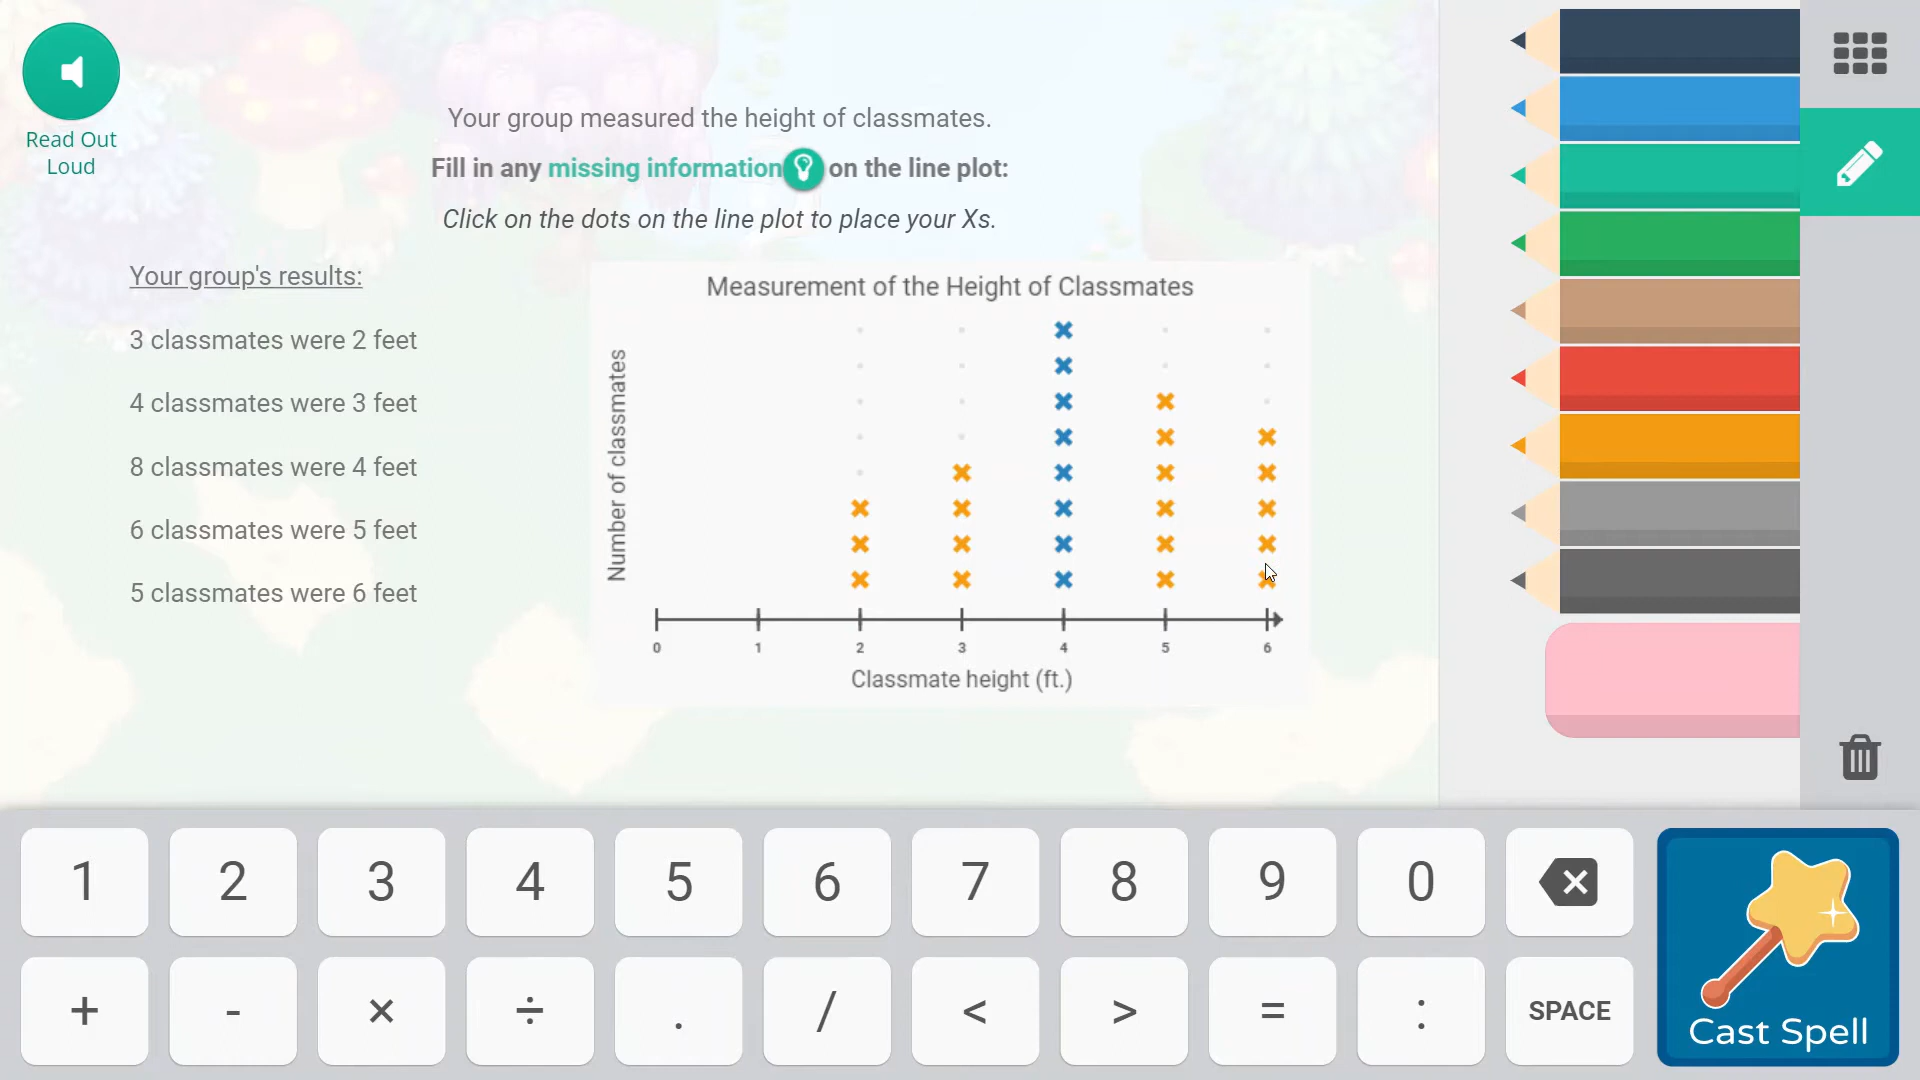 Read Out
Loud
Your group measured the height of classmates.
Fill in any missing information on the line plot:
Click on the dots on the line plot to place your Xs.
Your group's results:
3 classmates were 2 feet
4 classmates were 3 feet
8 classmates were 4 feet
6 classmates were 5 feet
5 classmates were 6 feet
Measurement of the Height of Classmates
Number of classmates
0 1 2 3 4 5 6
Classmate height (ft.)
1 2 3 4 5 6 7 8 9 0
+ - × ÷ . / < > = : SPACE
Cast Spell